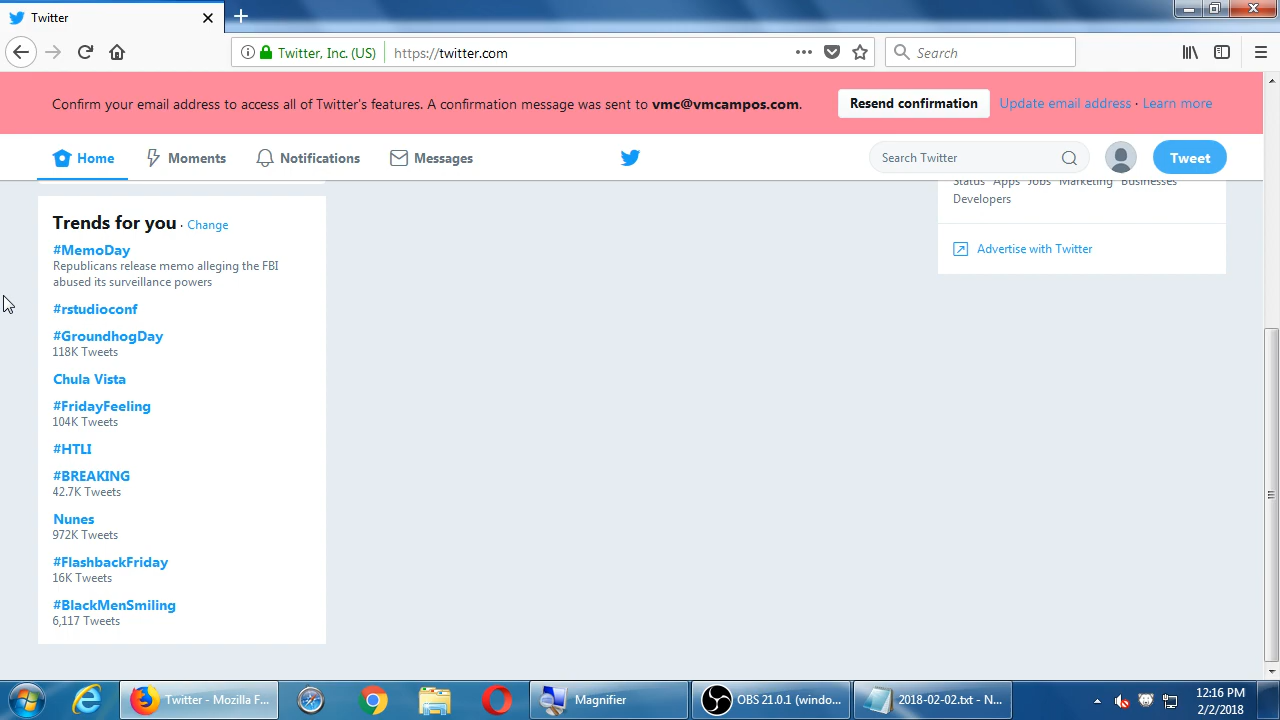 Twitter
Twitter, Inc. (US) https://twitter.com Search
Confirm your email address to access all of Twitter's features. A confirmation message was sent to vmc@vmcampos.com. Resend confirmation Update email address · Learn more
Home Moments Notifications Messages Search Twitter Tweet
Status Apps Jobs Marketing Businesses
Developers
Advertise with Twitter
Trends for you · Change
#MemoDay
Republicans release memo alleging the FBI
abused its surveillance powers
#rstudioconf
#GroundhogDay
118K Tweets
Chula Vista
#FridayFeeling
104K Tweets
#HTLI
#BREAKING
42.7K Tweets
Nunes
972K Tweets
#FlashbackFriday
16K Tweets
#BlackMenSmiling
6,117 Tweets
Twitter - Mozilla F... Magnifier OBS 21.0.1 (windo... 2018-02-02.txt - N... 12:16 PM
2/2/2018